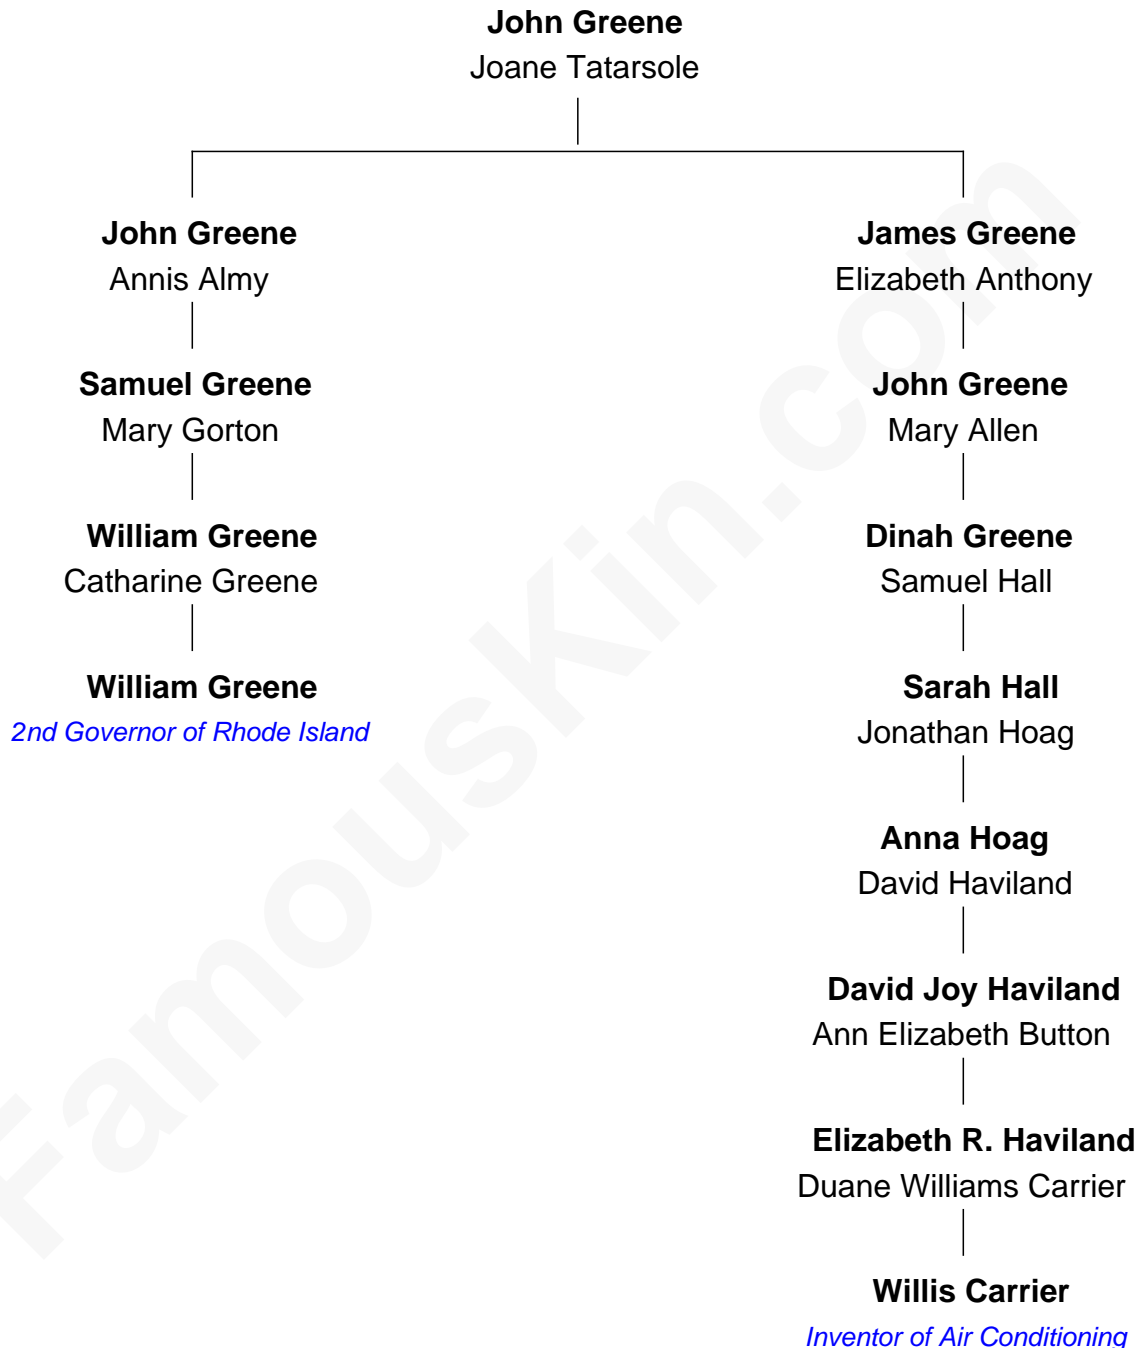 John Greene
Joane Tatarsole
John Greene
Annis Almy
Samuel Greene
Mary Gorton
William Greene
Catharine Greene
William Greene
2nd Governor of Rhode Island
James Greene
Elizabeth Anthony
John Greene
Mary Allen
Dinah Greene
Samuel Hall
Sarah Hall
Jonathan Hoag
Anna Hoag
David Haviland
David Joy Haviland
Ann Elizabeth Button
Elizabeth R. Haviland
Duane Williams Carrier
Willis Carrier
Inventor of Air Conditioning
FamousKin.com